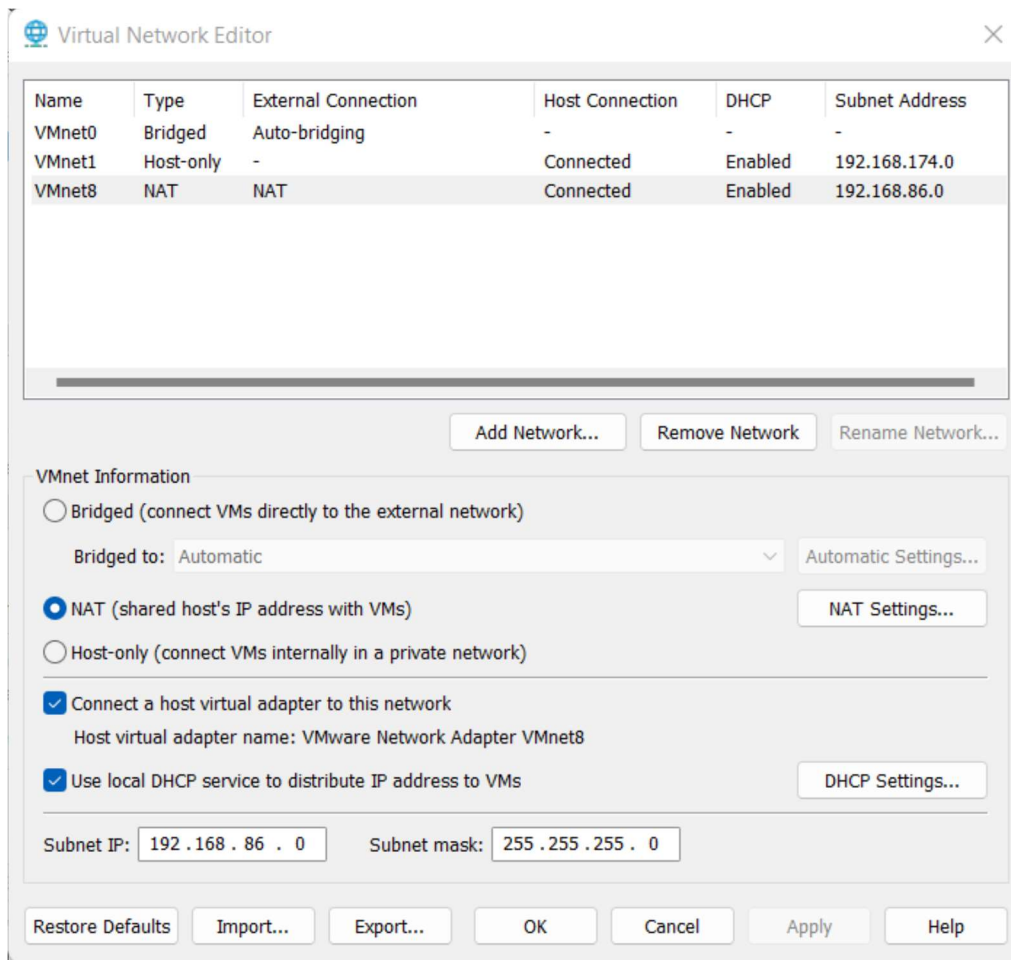 Virtual Network Editor
Name Type External Connection Host Connection DHCP Subnet Address
VMnet0 Bridged Auto-bridging - - -
VMnet1 Host-only - Connected Enabled 192.168.174.0
VMnet8 NAT NAT Connected Enabled 192.168.86.0
Add Network... Remove Network Rename Network...
VMnet Information
Bridged (connect VMs directly to the external network)
Bridged to: Automatic Automatic Settings...
NAT (shared host's IP address with VMs) NAT Settings...
Host-only (connect VMs internally in a private network)
Connect a host virtual adapter to this network
Host virtual adapter name: VMware Network Adapter VMnet8
Use local DHCP service to distribute IP address to VMs DHCP Settings...
Subnet IP: 192 . 168 . 86 . 0 Subnet mask: 255 . 255 . 255 . 0
Restore Defaults Import... Export... OK Cancel Apply Help